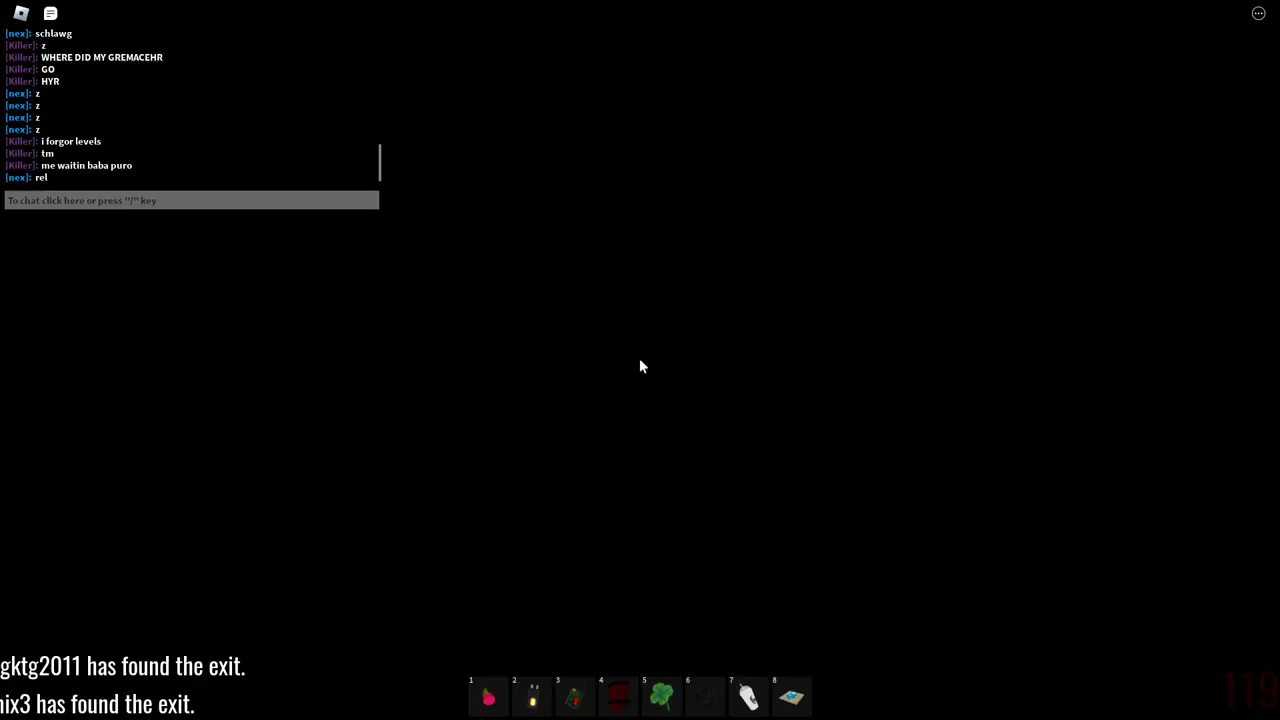 [nex]: schlawg
[Killer]: z
[Killer]: WHERE DID MY GREMACEHR
[Killer]: GO
[Killer]: HYR
[nex]: z
[nex]: z
[nex]: z
[nex]: z
[Killer]: i forgor levels
[Killer]: tm
[Killer]: me waitin baba puro
[nex]: rel
To chat click here or press "/" key
gktg2011 has found the exit.
nix3 has found the exit.
1 2 3 4 5 6 7 8
119